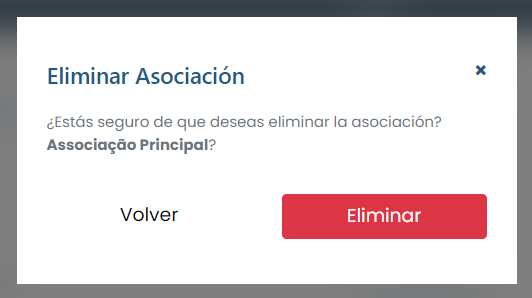 Eliminar Asociación
¿Estás seguro de que deseas eliminar la asociación?
Associação Principal?
Volver
Eliminar